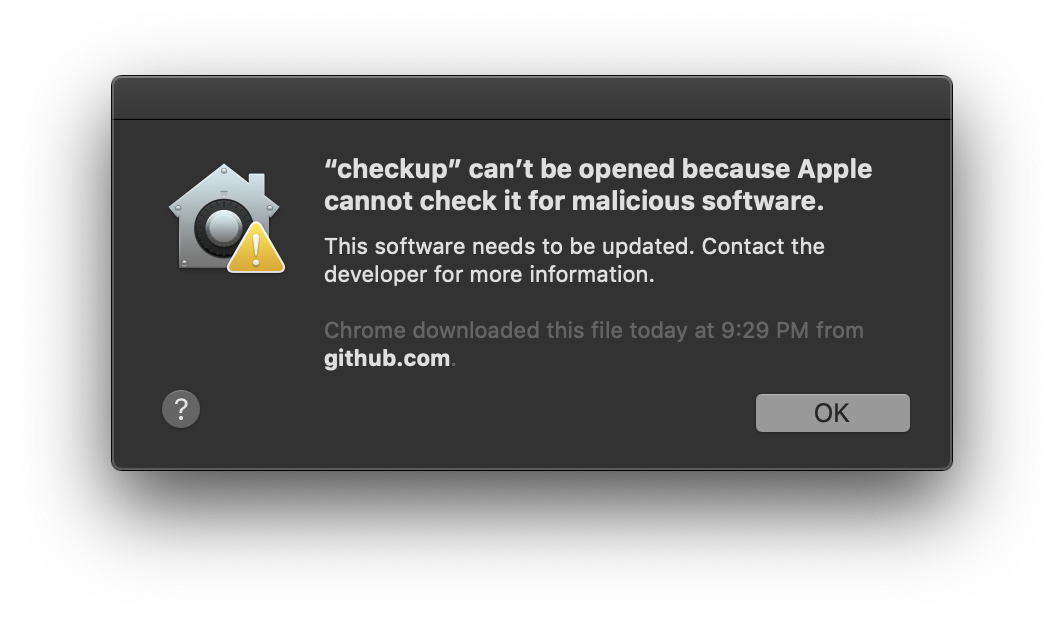 “checkup” can’t be opened because Apple
cannot check it for malicious software.
This software needs to be updated. Contact the
developer for more information.
Chrome downloaded this file today at 9:29 PM from
github.com.
?
OK